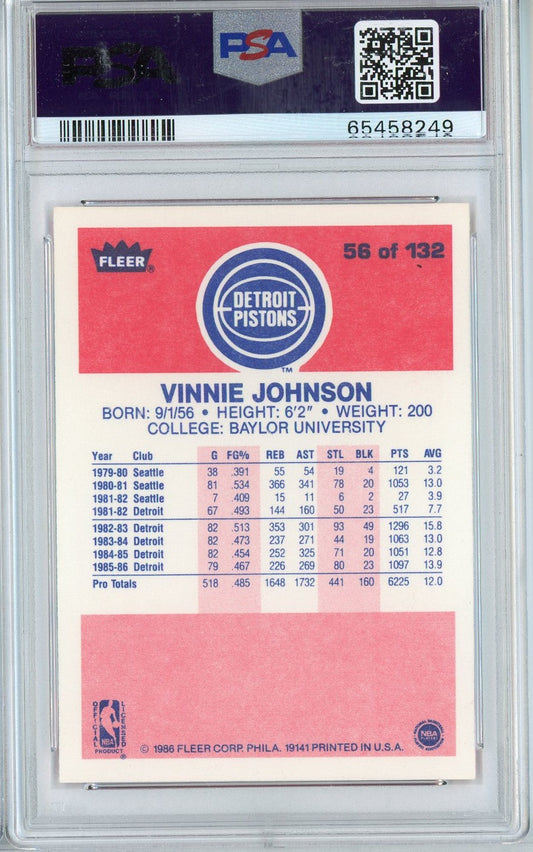 PSA
PSA
65458249
FLEER®
56 of 132
DETROIT
PISTONS
TM
VINNIE JOHNSON
BORN: 9/1/56 • HEIGHT: 6'2" • WEIGHT: 200
COLLEGE: BAYLOR UNIVERSITY
Year Club G FG% REB AST STL BLK PTS AVG
1979-80 Seattle 38 .391 55 54 19 4 121 3.2
1980-81 Seattle 81 .534 366 341 78 20 1053 13.0
1981-82 Seattle 7 .409 15 11 6 2 27 3.9
1981-82 Detroit 67 .493 144 160 50 23 517 7.7
1982-83 Detroit 82 .513 353 301 93 49 1296 15.8
1983-84 Detroit 82 .473 237 271 44 19 1063 13.0
1984-85 Detroit 82 .454 252 325 71 20 1051 12.8
1985-86 Detroit 79 .467 226 269 80 23 1097 13.9
Pro Totals 518 .485 1648 1732 441 160 6225 12.0
OFFICIAL LICENSED
NBA
PRODUCT
NBA
PLAYERS
© 1986 FLEER CORP. PHILA. 19141 PRINTED IN U.S.A.